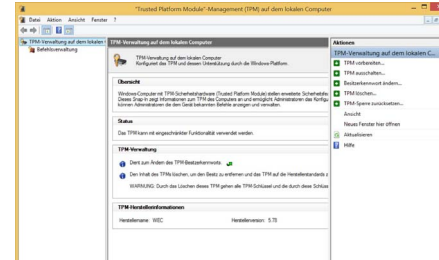 "Trusted Platform Module"-Management (TPM) auf dem lokalen Computer
Datei Aktion Ansicht Fenster ?
TPM-Verwaltung auf dem lokalen
Befehlsverwaltung
TPM-Verwaltung auf dem lokalen Computer
TPM-Verwaltung auf dem lokalen Computer
Konfiguriert das TPM und dessen Unterstützung durch die Windows-Plattform.
Übersicht
Windows-Computer mit TPM-Sicherheitshardware (Trusted Platform Module) stellen erweiterte Sicherheitsfe
Dieses Snap-In zeigt Informationen zum TPM des Computers an und ermöglicht Administratoren das Konfigu
können Administratoren die dem Gerät bekannten Befehle anzeigen und verwalten.
Status
Das TPM kann mit eingeschränkter Funktionalität verwendet werden.
TPM-Verwaltung
Dient zum Ändern des TPM-Besitzerkennworts:
Den Inhalt des TPMs löschen, um den Besitz zu entfernen und das TPM auf die Herstellerstandards z
WARNUNG: Durch das Löschen dieses TPM gehen alle TPM-Schlüssel und die durch diese Schlüss
TPM-Herstellerinformationen
Herstellername: WEC Herstellerversion: 5.78
Aktionen
TPM-Verwaltung auf dem lokalen C...
TPM vorbereiten...
TPM ausschalten...
Besitzerkennwort ändern...
TPM löschen...
TPM-Sperre zurücksetzen...
Ansicht
Neues Fenster hier öffnen
Aktualisieren
Hilfe